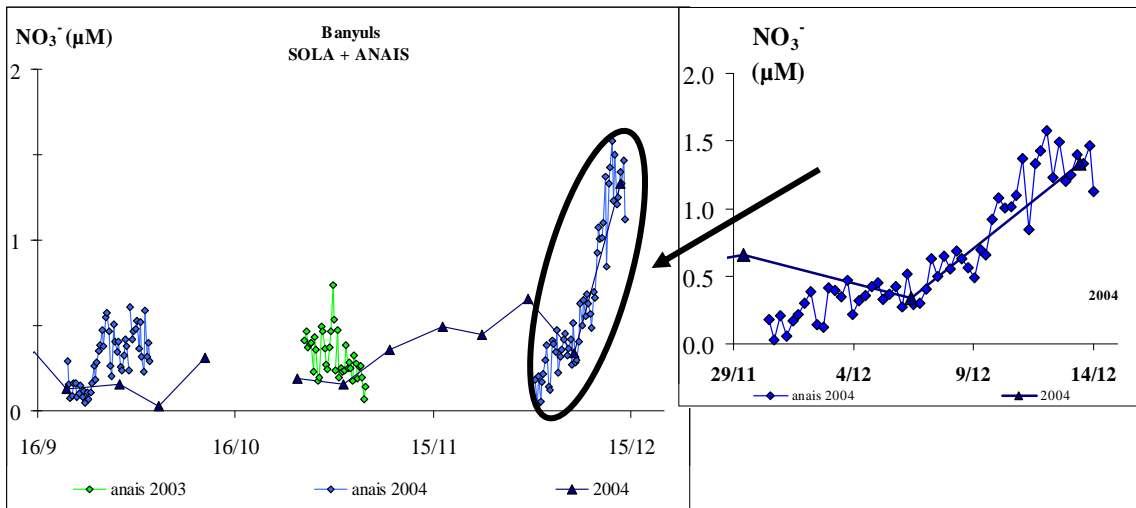 NO₃⁻ (µM)
Banyuls
SOLA + ANAIS
2
1
0
16/9
16/10
15/11
15/12
anais 2003
anais 2004
2004
NO₃⁻
(µM)
2.0
1.5
1.0
0.5
0.0
2004
29/11
4/12
9/12
14/12
anais 2004
2004